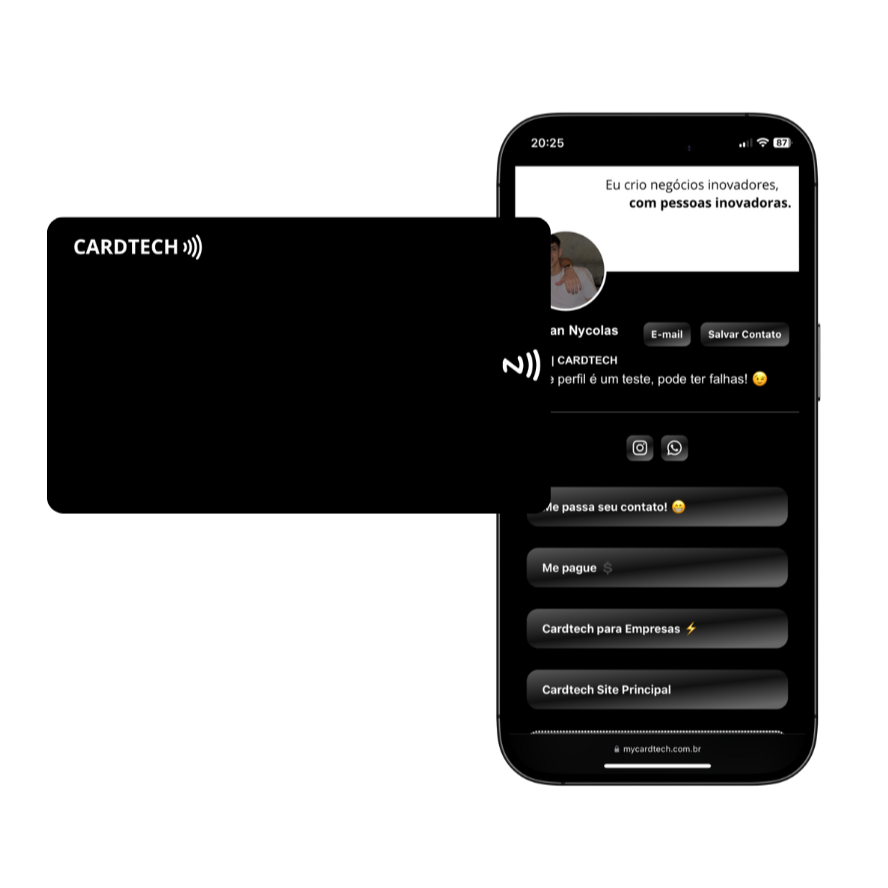 CARDTECH
20:25
87
Eu crio negócios inovadores,
com pessoas inovadoras.
Nycolas
E-mail
Salvar Contato
| CARDTECH
perfil é um teste, pode ter falhas! 😉
Me passa seu contato! 😁
Me pague $
Cardtech para Empresas ⚡
Cardtech Site Principal
mycardtech.com.br